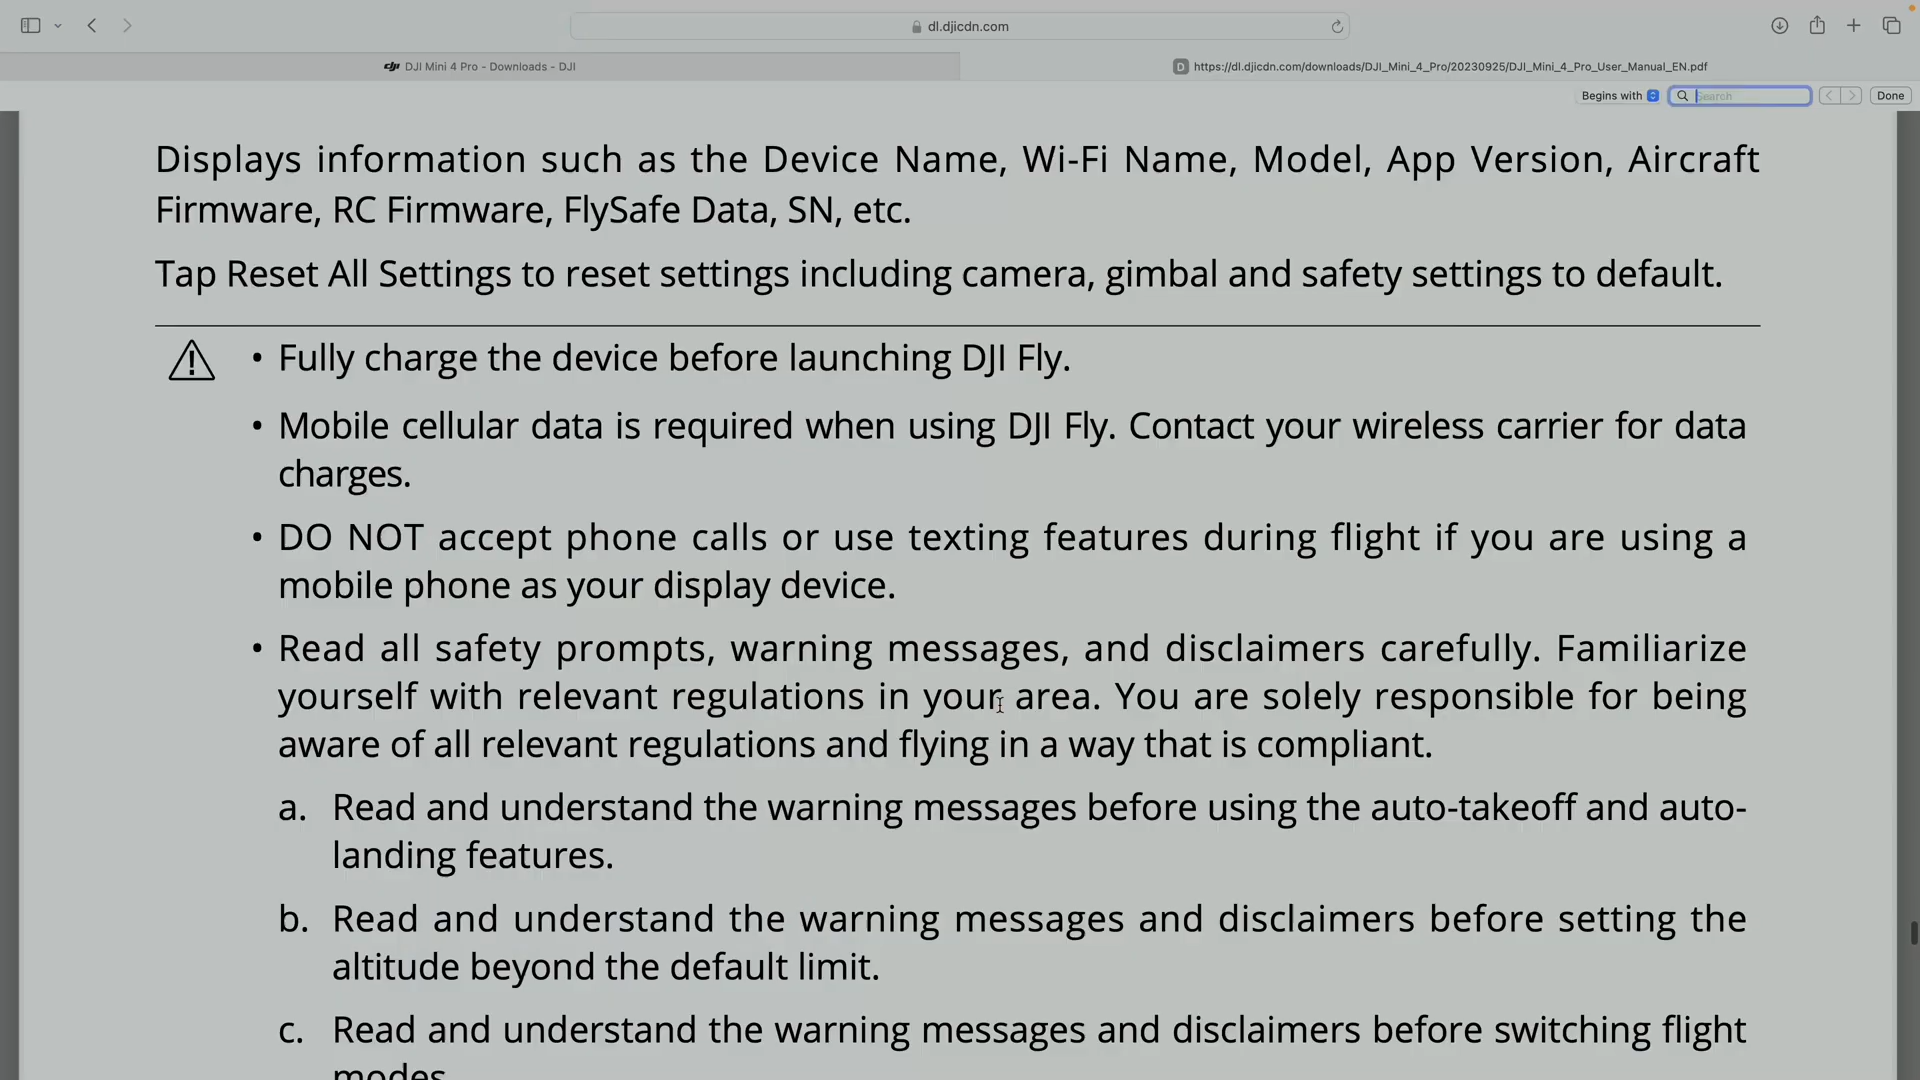 dl.djicdn.com
DJI Mini 4 Pro - Downloads - DJI
D https://dl.djicdn.com/downloads/DJI_Mini_4_Pro/20230925/DJI_Mini_4_Pro_User_Manual_EN.pdf
Begins with Search Done
Displays information such as the Device Name, Wi-Fi Name, Model, App Version, Aircraft
Firmware, RC Firmware, FlySafe Data, SN, etc.
Tap Reset All Settings to reset settings including camera, gimbal and safety settings to default.
• Fully charge the device before launching DJI Fly.
• Mobile cellular data is required when using DJI Fly. Contact your wireless carrier for data
charges.
• DO NOT accept phone calls or use texting features during flight if you are using a
mobile phone as your display device.
• Read all safety prompts, warning messages, and disclaimers carefully. Familiarize
yourself with relevant regulations in your area. You are solely responsible for being
aware of all relevant regulations and flying in a way that is compliant.
a. Read and understand the warning messages before using the auto-takeoff and auto-
landing features.
b. Read and understand the warning messages and disclaimers before setting the
altitude beyond the default limit.
c. Read and understand the warning messages and disclaimers before switching flight
modes.